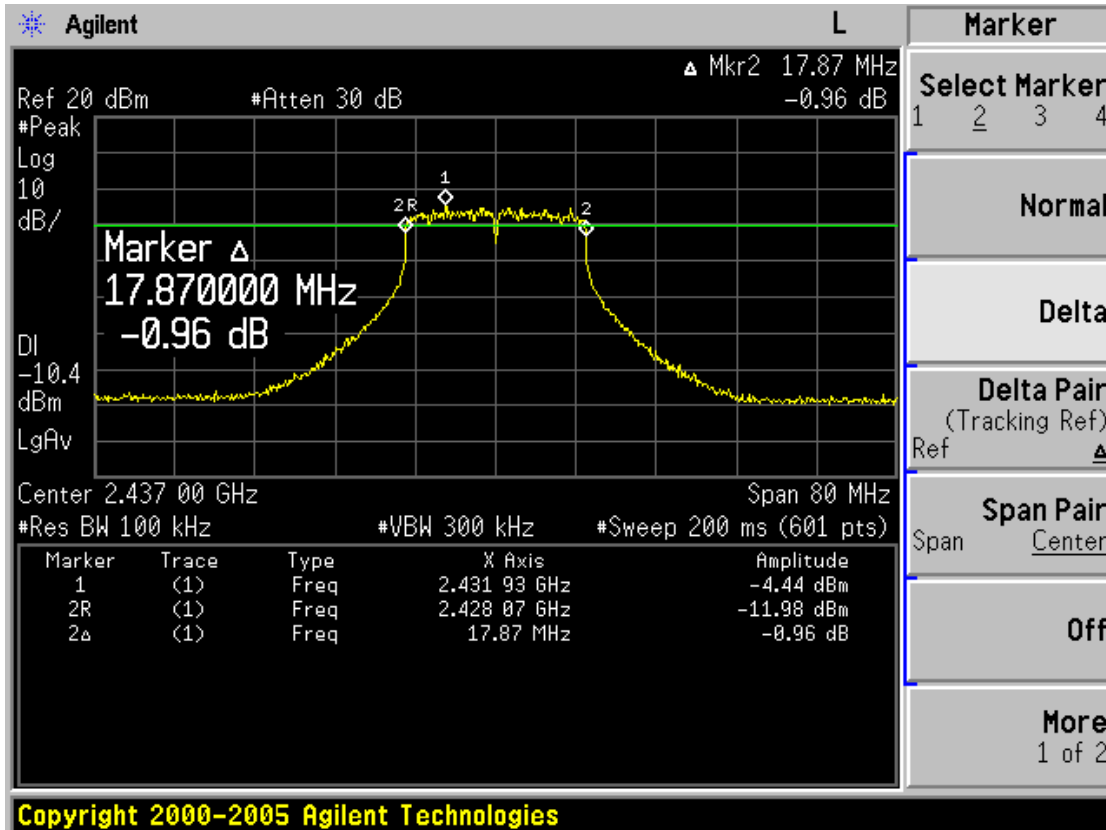 Agilent L Marker
Δ Mkr2 17.87 MHz
Ref 20 dBm #Atten 30 dB -0.96 dB
#Peak
Log
10
dB/
1
2R
2
Marker Δ
17.870000 MHz
-0.96 dB
DI
-10.4
dBm
LgAv
Center 2.437 00 GHz Span 80 MHz
#Res BW 100 kHz #VBW 300 kHz #Sweep 200 ms (601 pts)
Marker Trace Type X Axis Amplitude
1 (1) Freq 2.431 93 GHz -4.44 dBm
2R (1) Freq 2.428 07 GHz -11.98 dBm
2Δ (1) Freq 17.87 MHz -0.96 dB
Select Marker
1 2 3 4
Normal
Delta
Delta Pair
(Tracking Ref)
Ref Δ
Span Pair
Span Center
Off
More
1 of 2
Copyright 2000-2005 Agilent Technologies